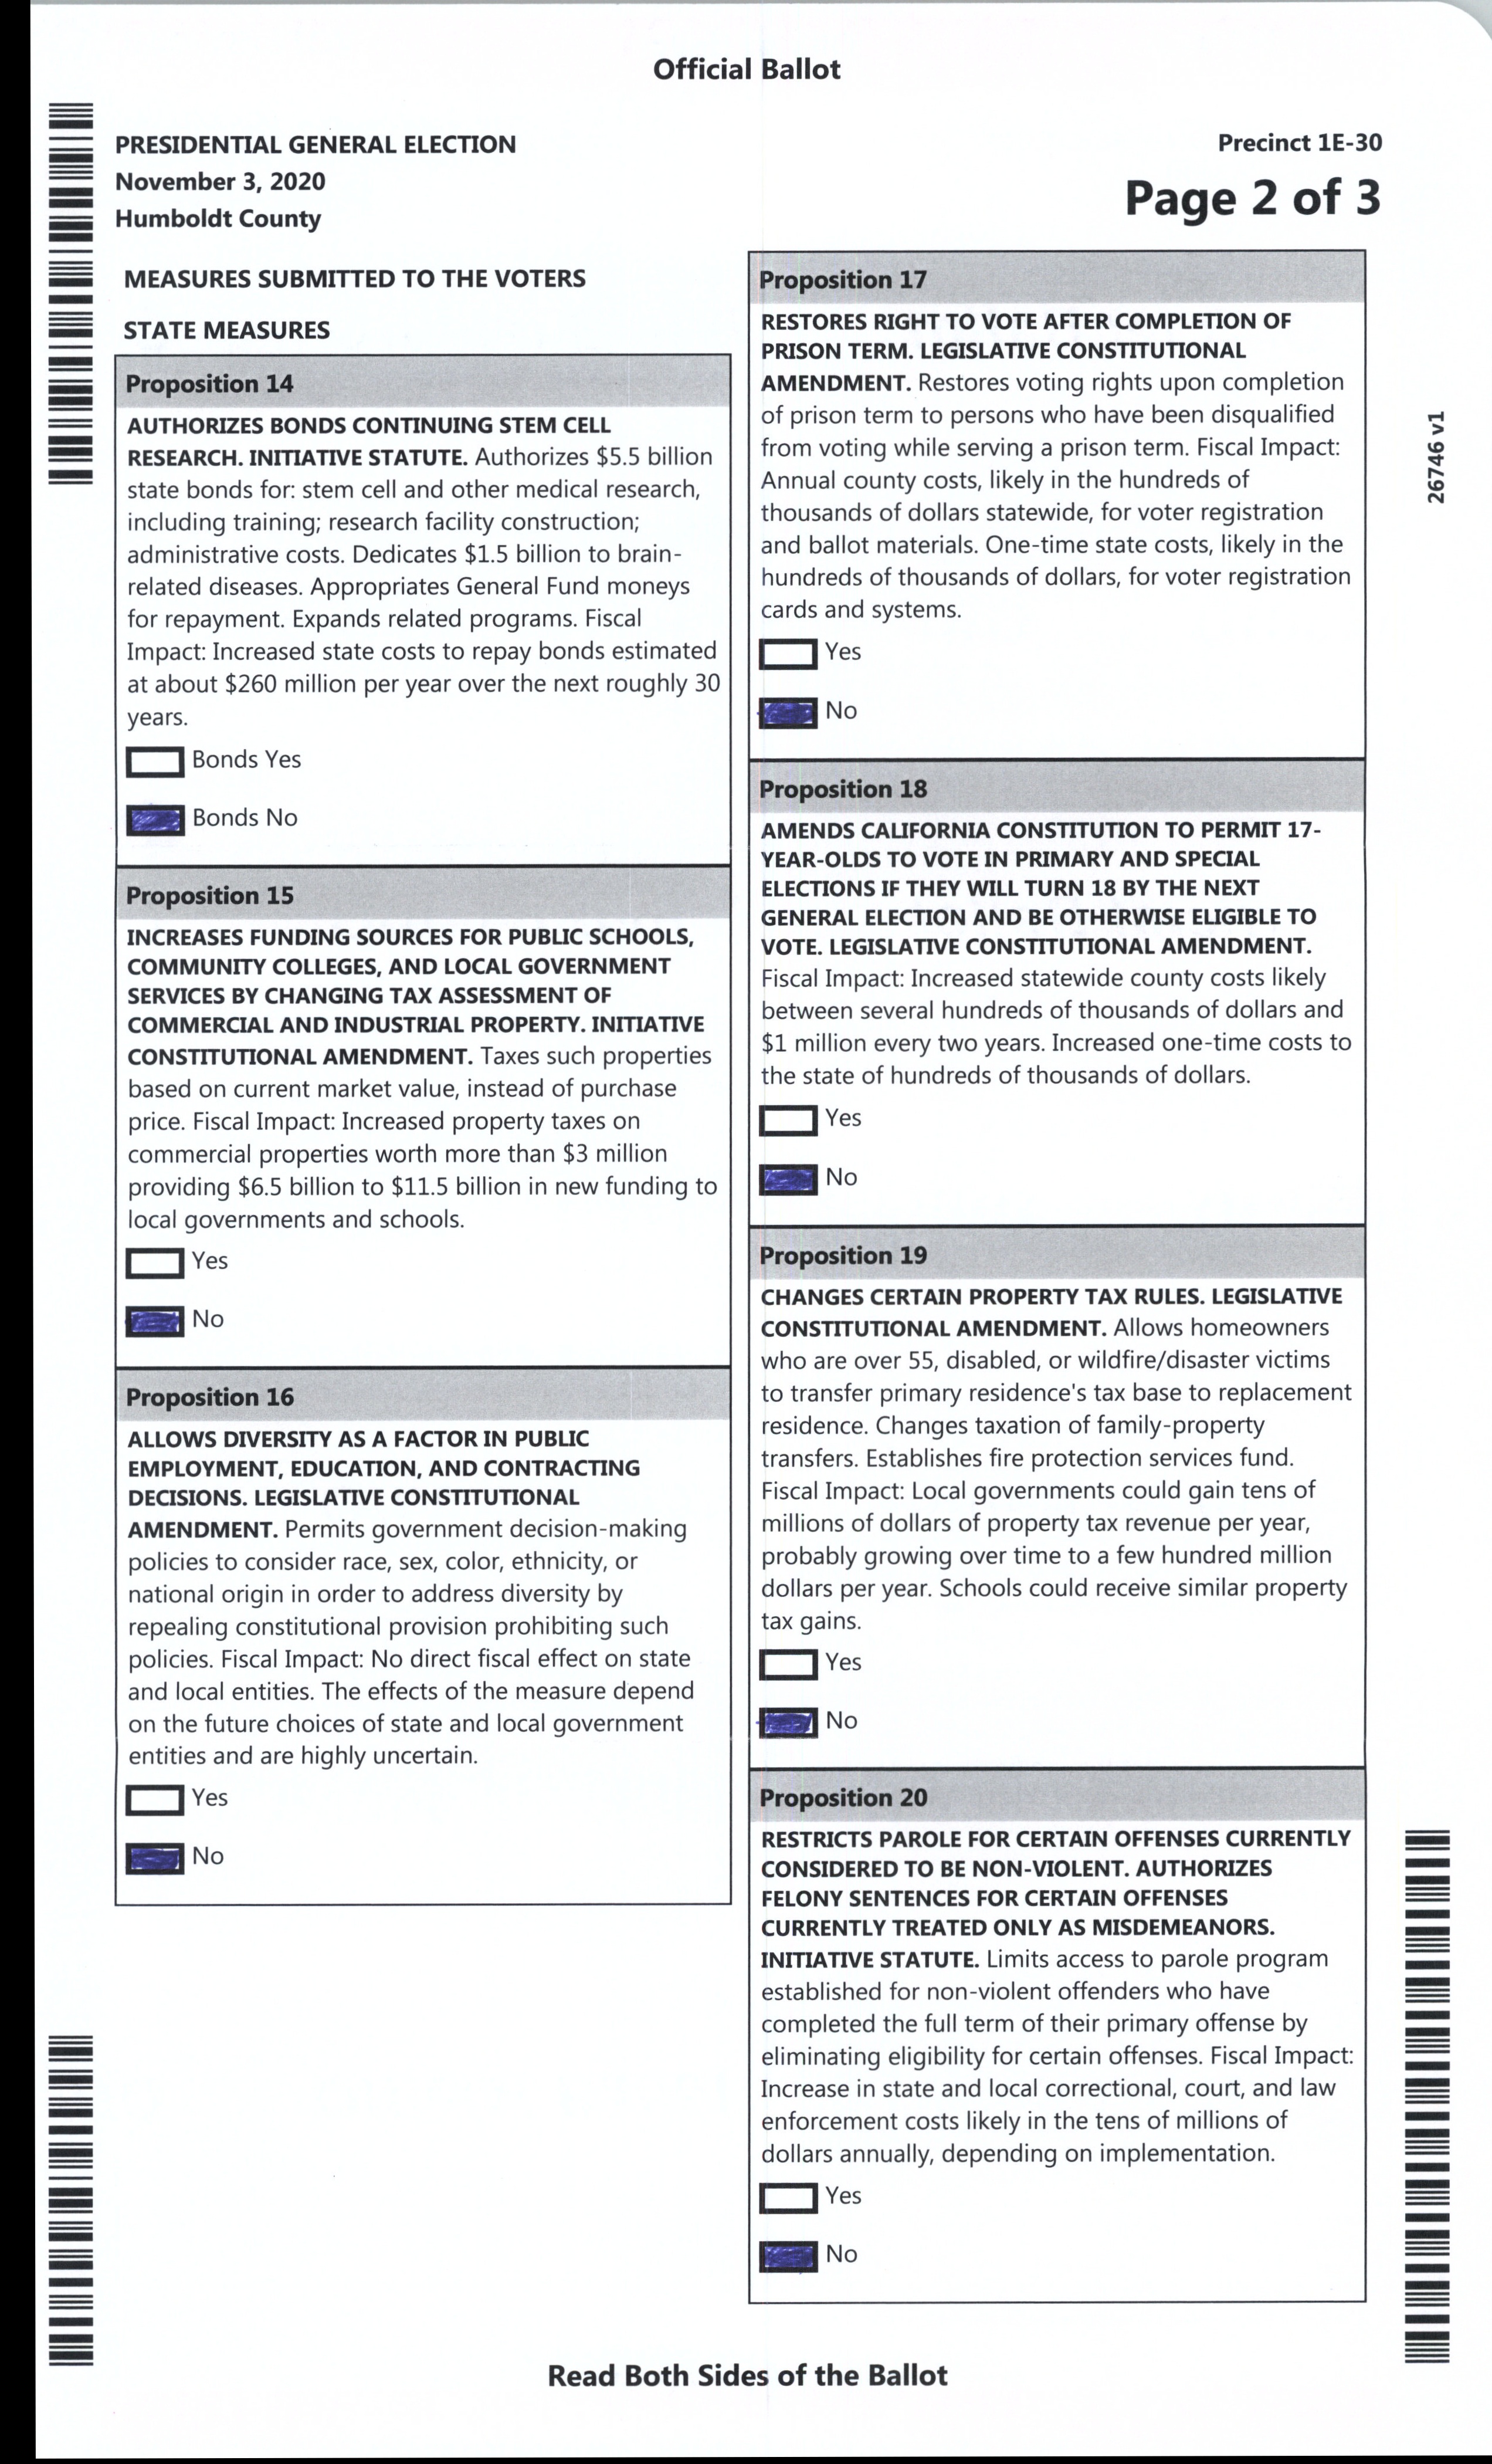 Official Ballot
PRESIDENTIAL GENERAL ELECTION
November 3, 2020
Humboldt County
Precinct 1E-30
Page 2 of 3
MEASURES SUBMITTED TO THE VOTERS
STATE MEASURES
Proposition 14
AUTHORIZES BONDS CONTINUING STEM CELL
RESEARCH. INITIATIVE STATUTE. Authorizes $5.5 billion
state bonds for: stem cell and other medical research,
including training; research facility construction;
administrative costs. Dedicates $1.5 billion to brain-
related diseases. Appropriates General Fund moneys
for repayment. Expands related programs. Fiscal
Impact: Increased state costs to repay bonds estimated
at about $260 million per year over the next roughly 30
years.
Bonds Yes
Bonds No
Proposition 15
INCREASES FUNDING SOURCES FOR PUBLIC SCHOOLS,
COMMUNITY COLLEGES, AND LOCAL GOVERNMENT
SERVICES BY CHANGING TAX ASSESSMENT OF
COMMERCIAL AND INDUSTRIAL PROPERTY. INITIATIVE
CONSTITUTIONAL AMENDMENT. Taxes such properties
based on current market value, instead of purchase
price. Fiscal Impact: Increased property taxes on
commercial properties worth more than $3 million
providing $6.5 billion to $11.5 billion in new funding to
local governments and schools.
Yes
No
Proposition 16
ALLOWS DIVERSITY AS A FACTOR IN PUBLIC
EMPLOYMENT, EDUCATION, AND CONTRACTING
DECISIONS. LEGISLATIVE CONSTITUTIONAL
AMENDMENT. Permits government decision-making
policies to consider race, sex, color, ethnicity, or
national origin in order to address diversity by
repealing constitutional provision prohibiting such
policies. Fiscal Impact: No direct fiscal effect on state
and local entities. The effects of the measure depend
on the future choices of state and local government
entities and are highly uncertain.
Yes
No
Proposition 17
RESTORES RIGHT TO VOTE AFTER COMPLETION OF
PRISON TERM. LEGISLATIVE CONSTITUTIONAL
AMENDMENT. Restores voting rights upon completion
of prison term to persons who have been disqualified
from voting while serving a prison term. Fiscal Impact:
Annual county costs, likely in the hundreds of
thousands of dollars statewide, for voter registration
and ballot materials. One-time state costs, likely in the
hundreds of thousands of dollars, for voter registration
cards and systems.
Yes
No
Proposition 18
AMENDS CALIFORNIA CONSTITUTION TO PERMIT 17-
YEAR-OLDS TO VOTE IN PRIMARY AND SPECIAL
ELECTIONS IF THEY WILL TURN 18 BY THE NEXT
GENERAL ELECTION AND BE OTHERWISE ELIGIBLE TO
VOTE. LEGISLATIVE CONSTITUTIONAL AMENDMENT.
Fiscal Impact: Increased statewide county costs likely
between several hundreds of thousands of dollars and
$1 million every two years. Increased one-time costs to
the state of hundreds of thousands of dollars.
Yes
No
Proposition 19
CHANGES CERTAIN PROPERTY TAX RULES. LEGISLATIVE
CONSTITUTIONAL AMENDMENT. Allows homeowners
who are over 55, disabled, or wildfire/disaster victims
to transfer primary residence's tax base to replacement
residence. Changes taxation of family-property
transfers. Establishes fire protection services fund.
Fiscal Impact: Local governments could gain tens of
millions of dollars of property tax revenue per year,
probably growing over time to a few hundred million
dollars per year. Schools could receive similar property
tax gains.
Yes
No
Proposition 20
RESTRICTS PAROLE FOR CERTAIN OFFENSES CURRENTLY
CONSIDERED TO BE NON-VIOLENT. AUTHORIZES
FELONY SENTENCES FOR CERTAIN OFFENSES
CURRENTLY TREATED ONLY AS MISDEMEANORS.
INITIATIVE STATUTE. Limits access to parole program
established for non-violent offenders who have
completed the full term of their primary offense by
eliminating eligibility for certain offenses. Fiscal Impact:
Increase in state and local correctional, court, and law
enforcement costs likely in the tens of millions of
dollars annually, depending on implementation.
Yes
No
26746 v1
Read Both Sides of the Ballot